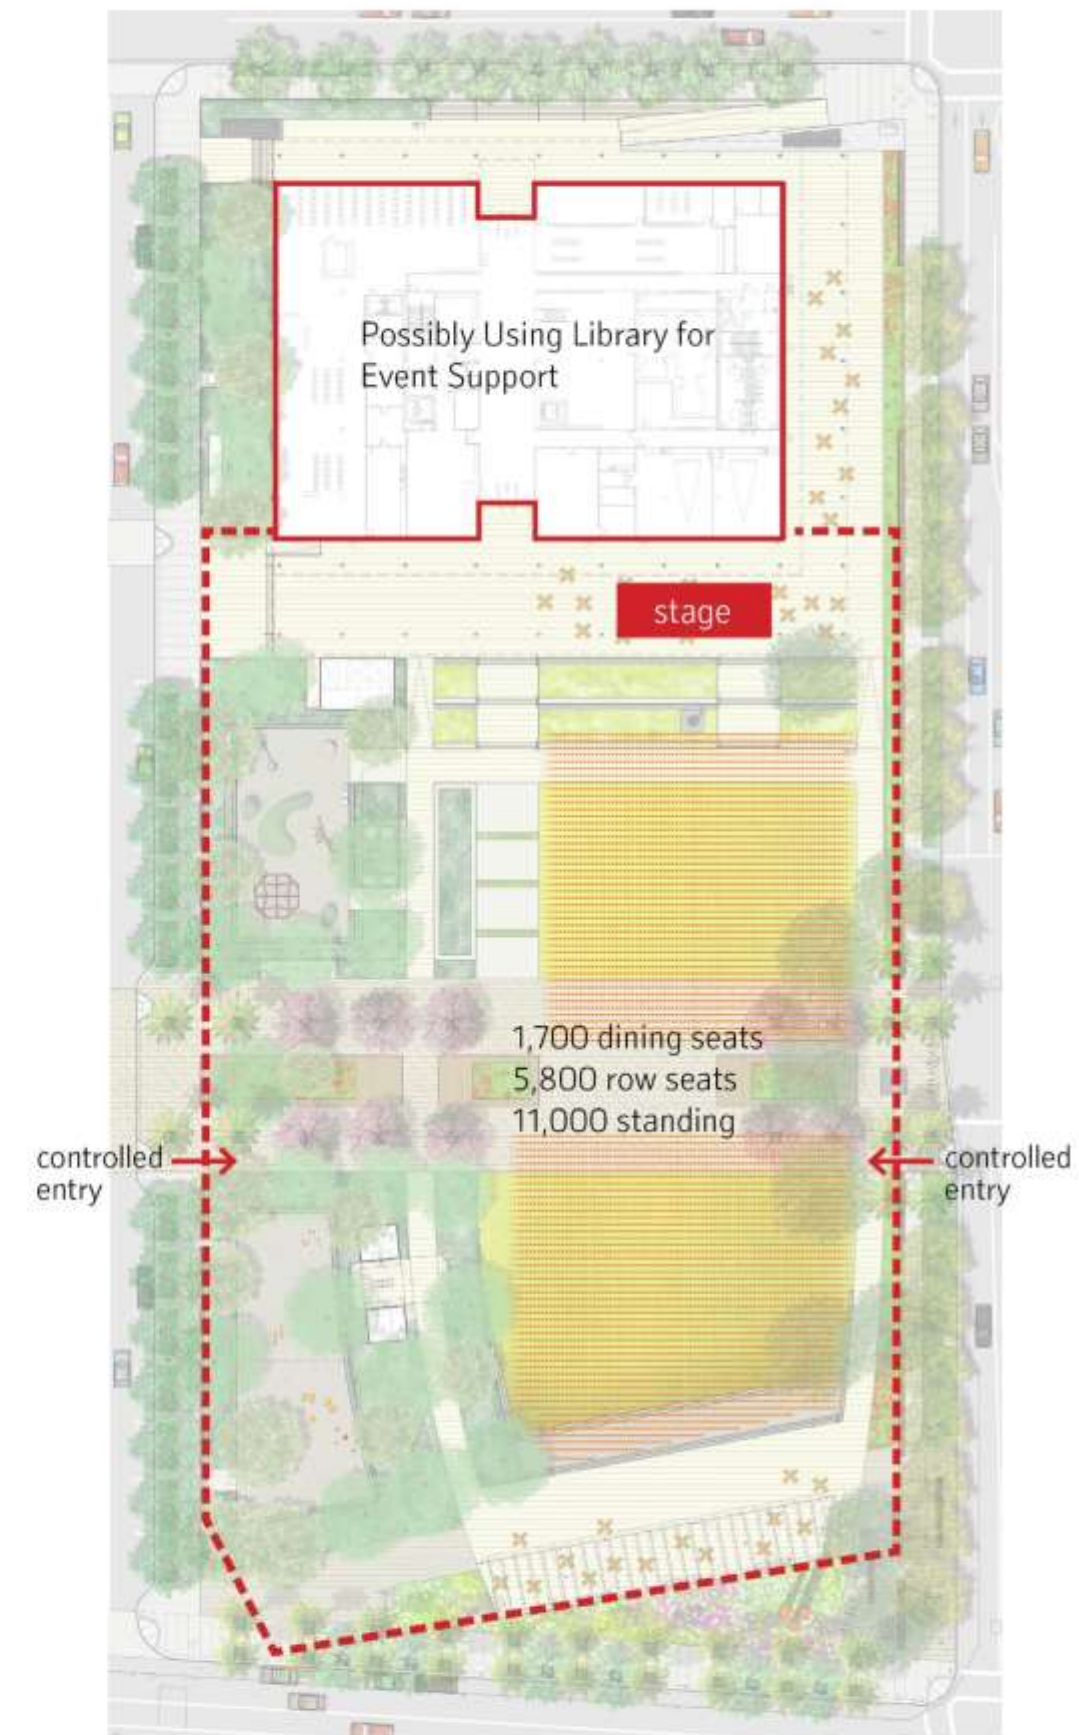 Possibly Using Library for
Event Support
stage
1,700 dining seats
5,800 row seats
11,000 standing
controlled
entry
controlled
entry